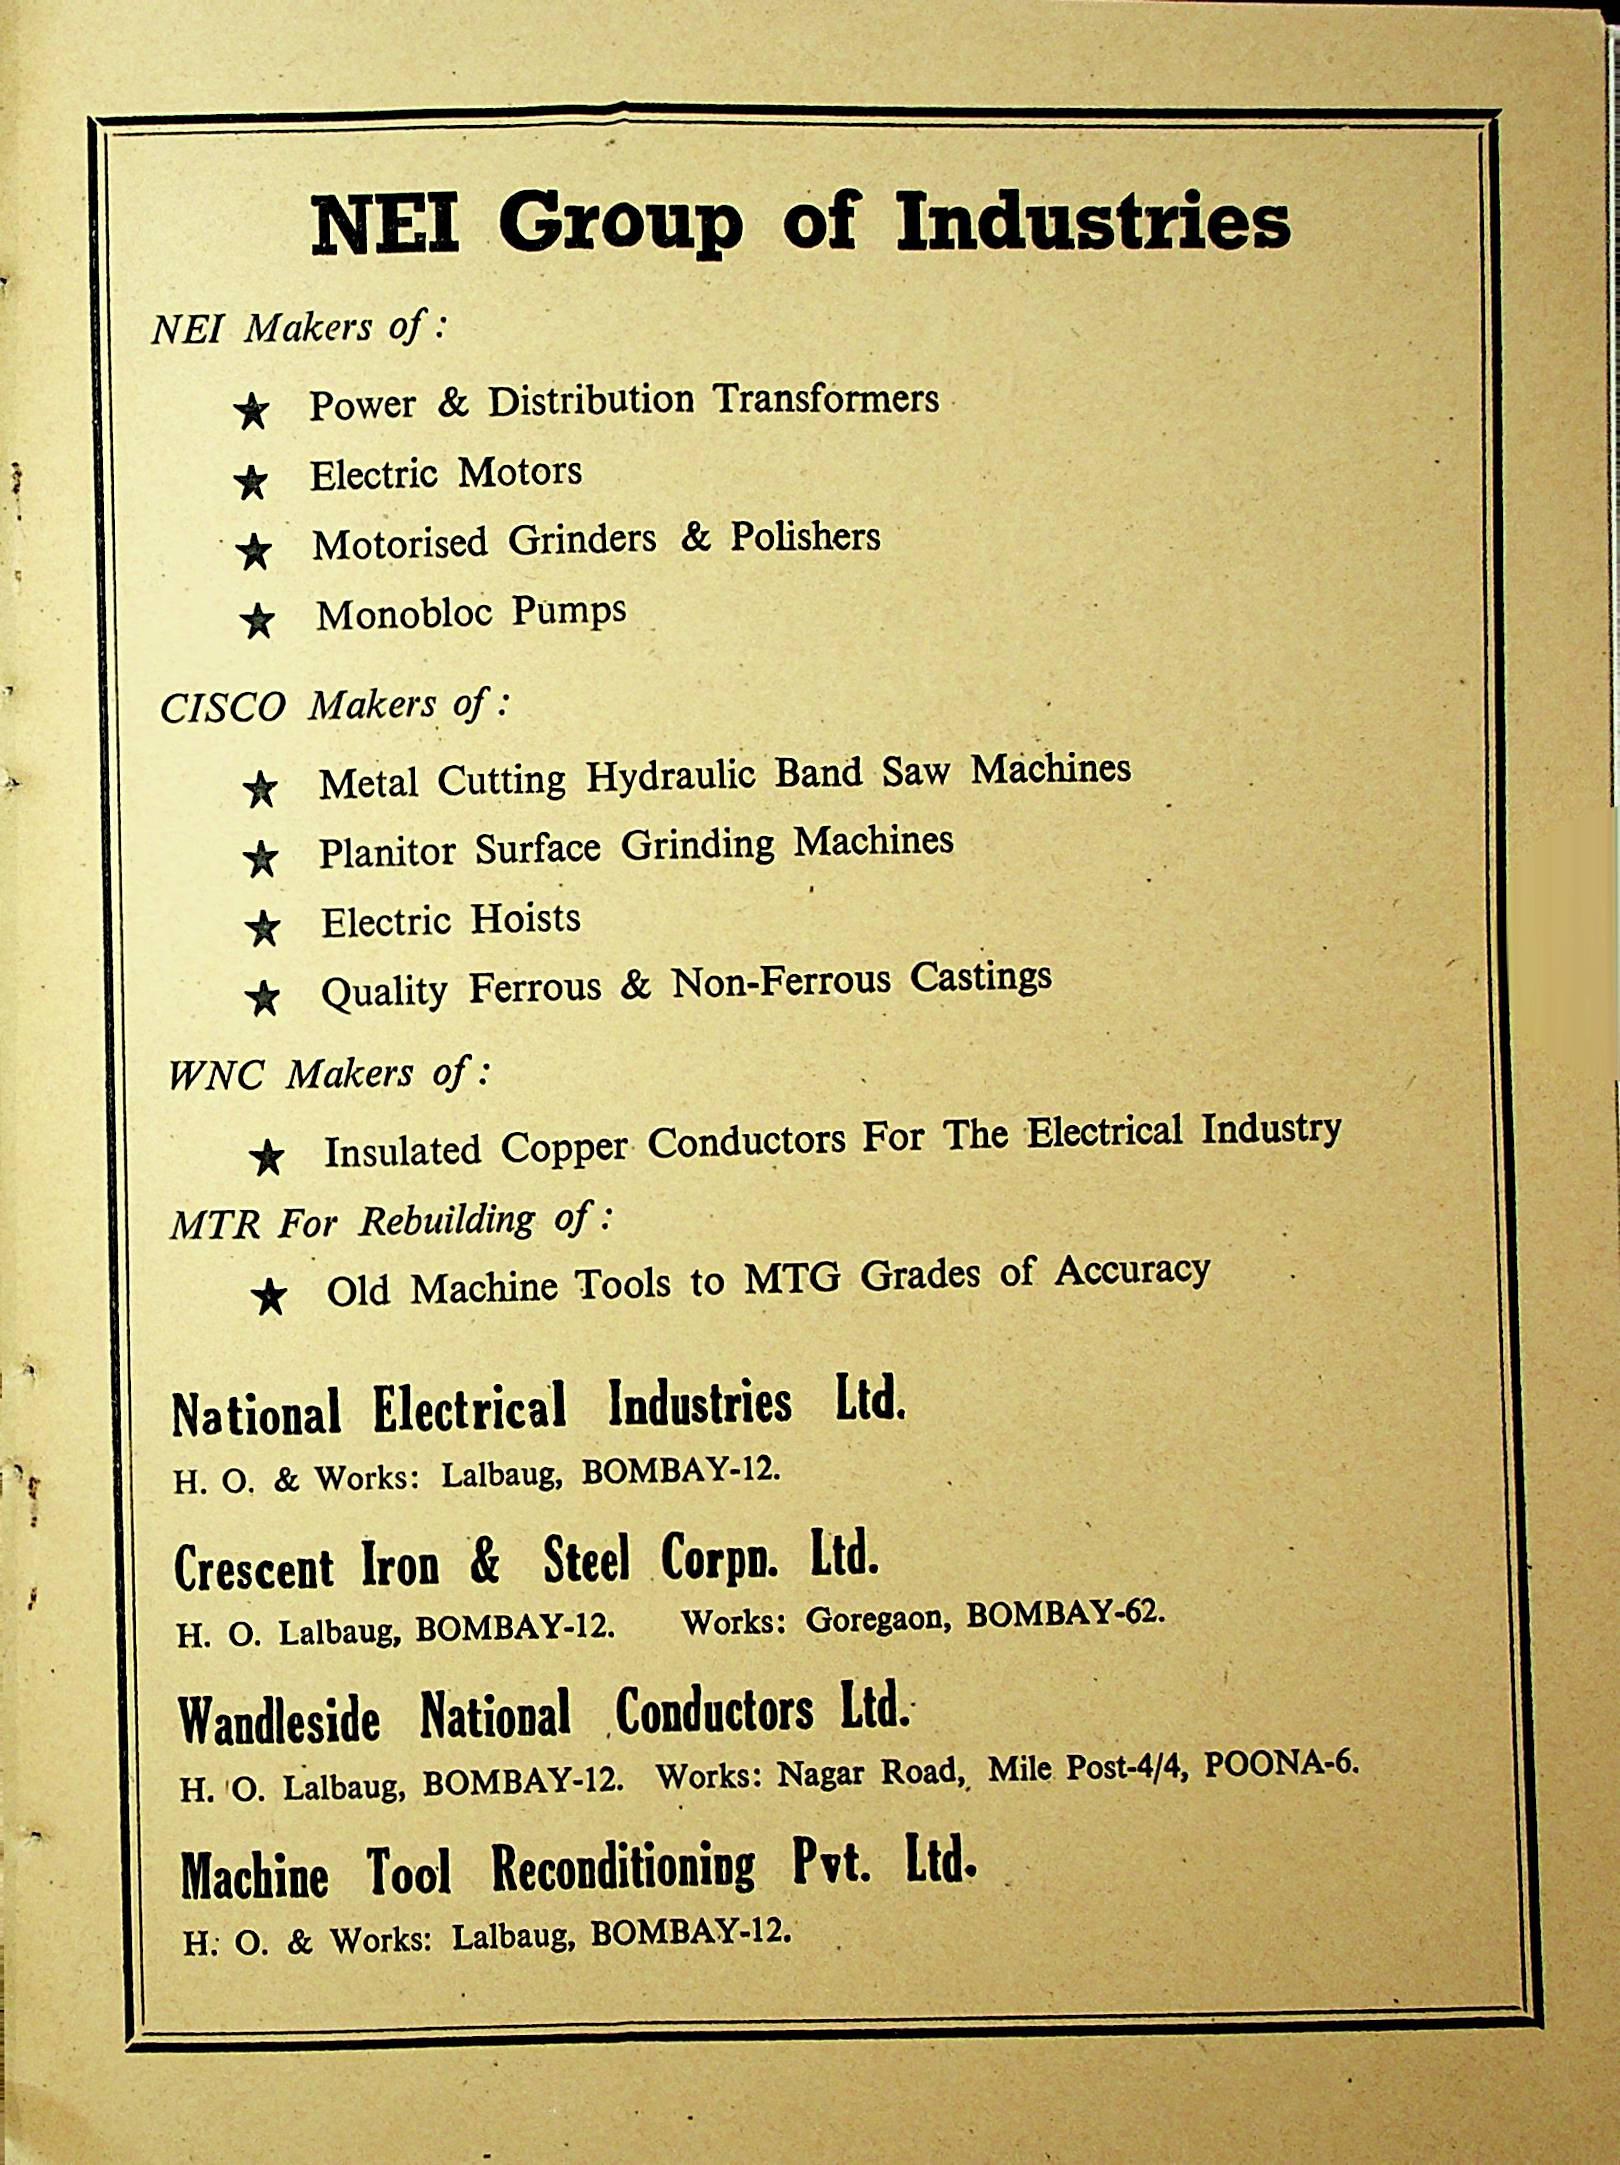 NEI Group of Industries
NEI Makers of :
★ Power & Distribution Transformers
★ Electric Motors
★ Motorised Grinders & Polishers
★ Monobloc Pumps
CISCO Makers of :
★ Metal Cutting Hydraulic Band Saw Machines
★ Planitor Surface Grinding Machines
★ Electric Hoists
★ Quality Ferrous & Non-Ferrous Castings
WNC Makers of :
★ Insulated Copper Conductors For The Electrical Industry
MTR For Rebuilding of :
★ Old Machine Tools to MTG Grades of Accuracy
National Electrical Industries Ltd.
H. O. & Works: Lalbaug, BOMBAY-12.
Crescent Iron & Steel Corpn. Ltd.
H. O. Lalbaug, BOMBAY-12. Works: Goregaon, BOMBAY-62.
Wandleside National Conductors Ltd.
H. O. Lalbaug, BOMBAY-12. Works: Nagar Road, Mile Post-4/4, POONA-6.
Machine Tool Reconditioning Pvt. Ltd.
H. O. & Works: Lalbaug, BOMBAY-12.